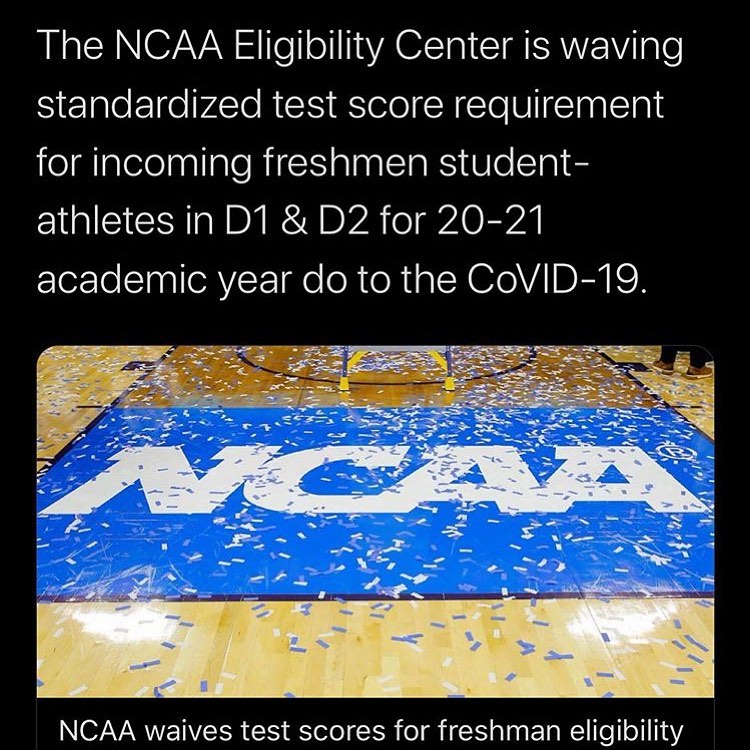 The NCAA Eligibility Center is waving
standardized test score requirement
for incoming freshmen student-
athletes in D1 & D2 for 20-21
academic year do to the CoVID-19.
NCAA®
NCAA waives test scores for freshman eligibility